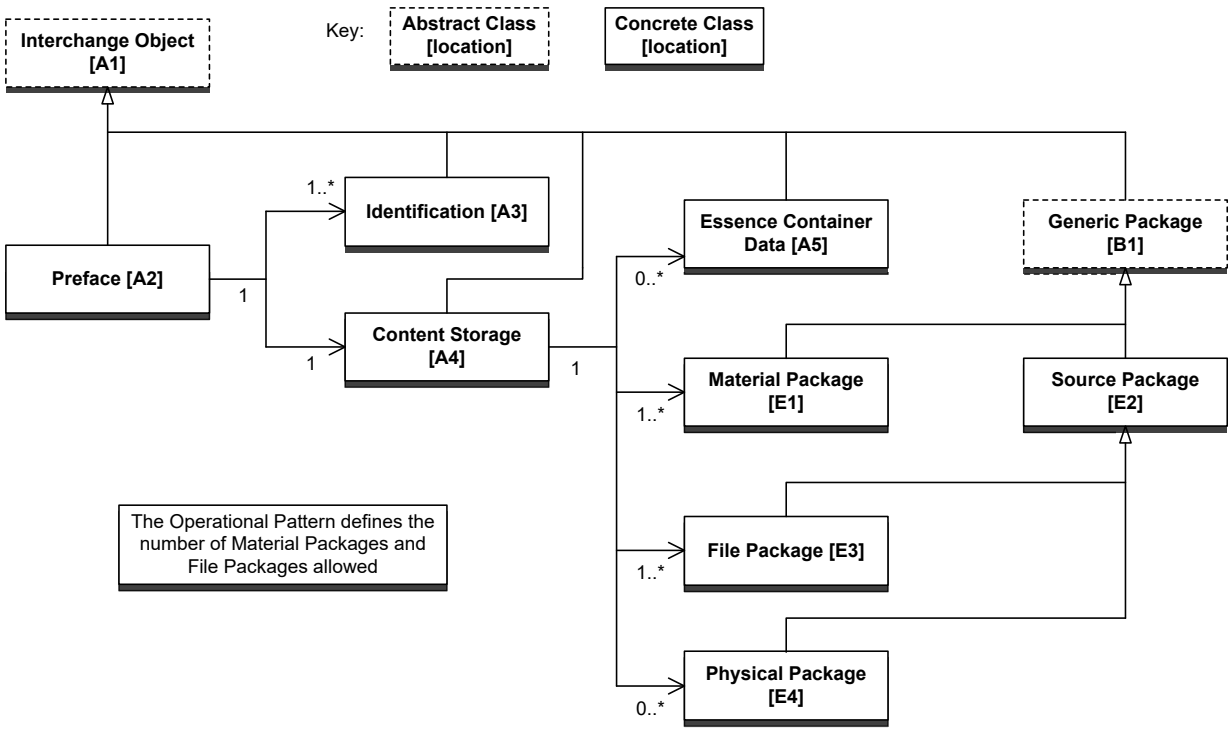 Interchange Object
[A1]
Key:
Abstract Class
[location]
Concrete Class
[location]
1..*
Identification [A3]
Essence Container
Data [A5]
Generic Package
[B1]
Preface [A2]
1
0..*
1
Content Storage
[A4]
1
Material Package
[E1]
Source Package
[E2]
1..*
The Operational Pattern defines the
number of Material Packages and
File Packages allowed
File Package [E3]
1..*
Physical Package
[E4]
0..*